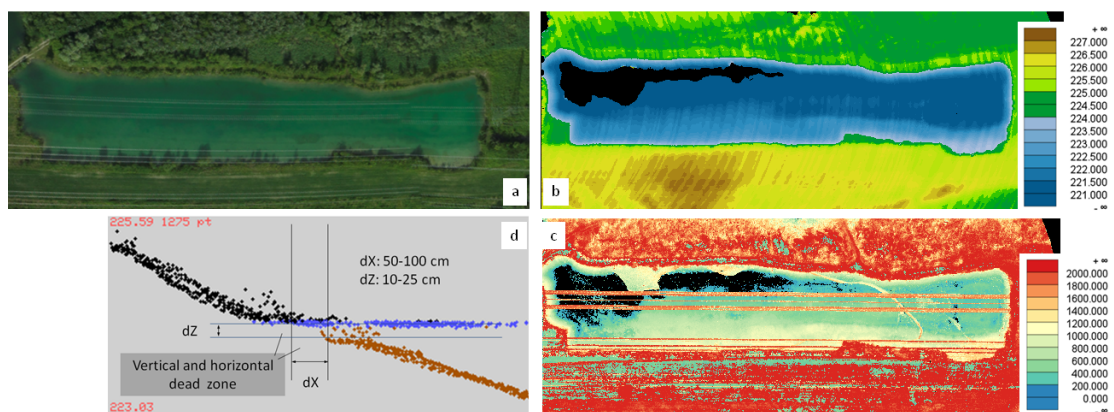 a
b
+ ∞
227.000
226.500
226.000
225.500
225.000
224.500
224.000
223.500
223.000
222.500
222.000
221.500
221.000
- ∞
225.59 1275 pt
d
dX: 50-100 cm
dZ: 10-25 cm
dZ
Vertical and horizontal
dead zone
dX
223.03
c
+ ∞
2000.000
1800.000
1600.000
1400.000
1200.000
1000.000
800.000
600.000
400.000
200.000
0.000
- ∞